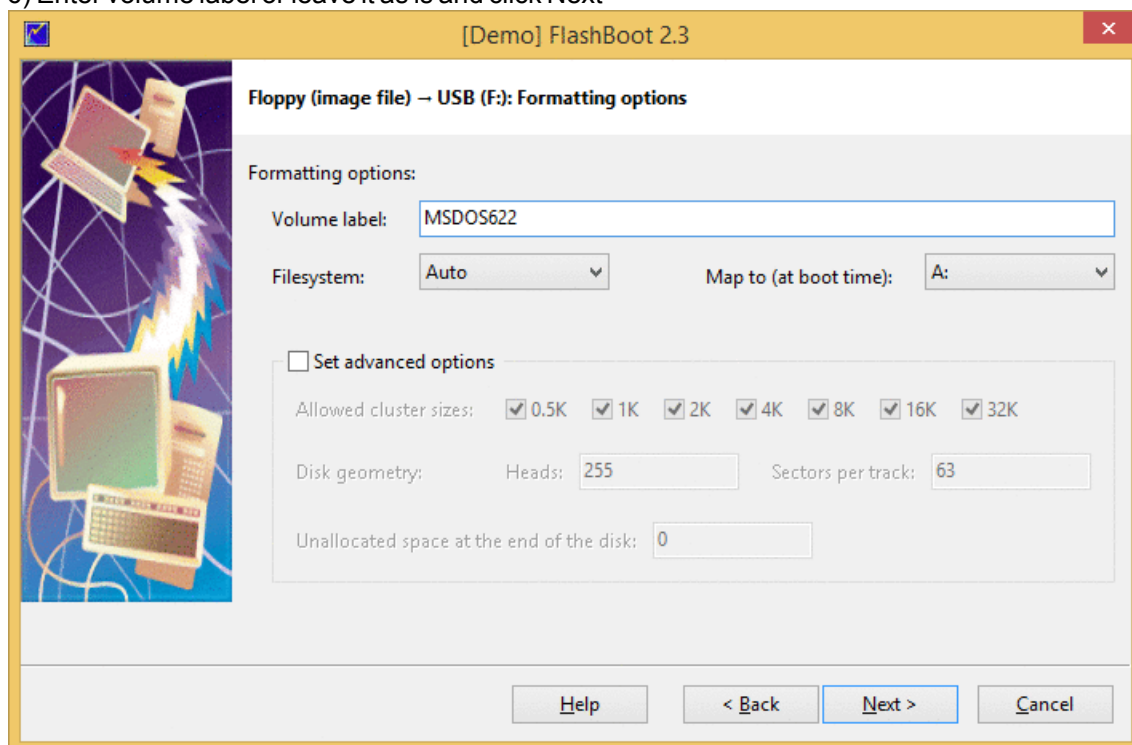 [Demo] FlashBoot 2.3
Floppy (image file) → USB (F:): Formatting options
Formatting options:
Volume label: MSDOS622
Filesystem: Auto Map to (at boot time): A:
Set advanced options
Allowed cluster sizes: 0.5K 1K 2K 4K 8K 16K 32K
Disk geometry: Heads: 255 Sectors per track: 63
Unallocated space at the end of the disk: 0
Help < Back Next > Cancel